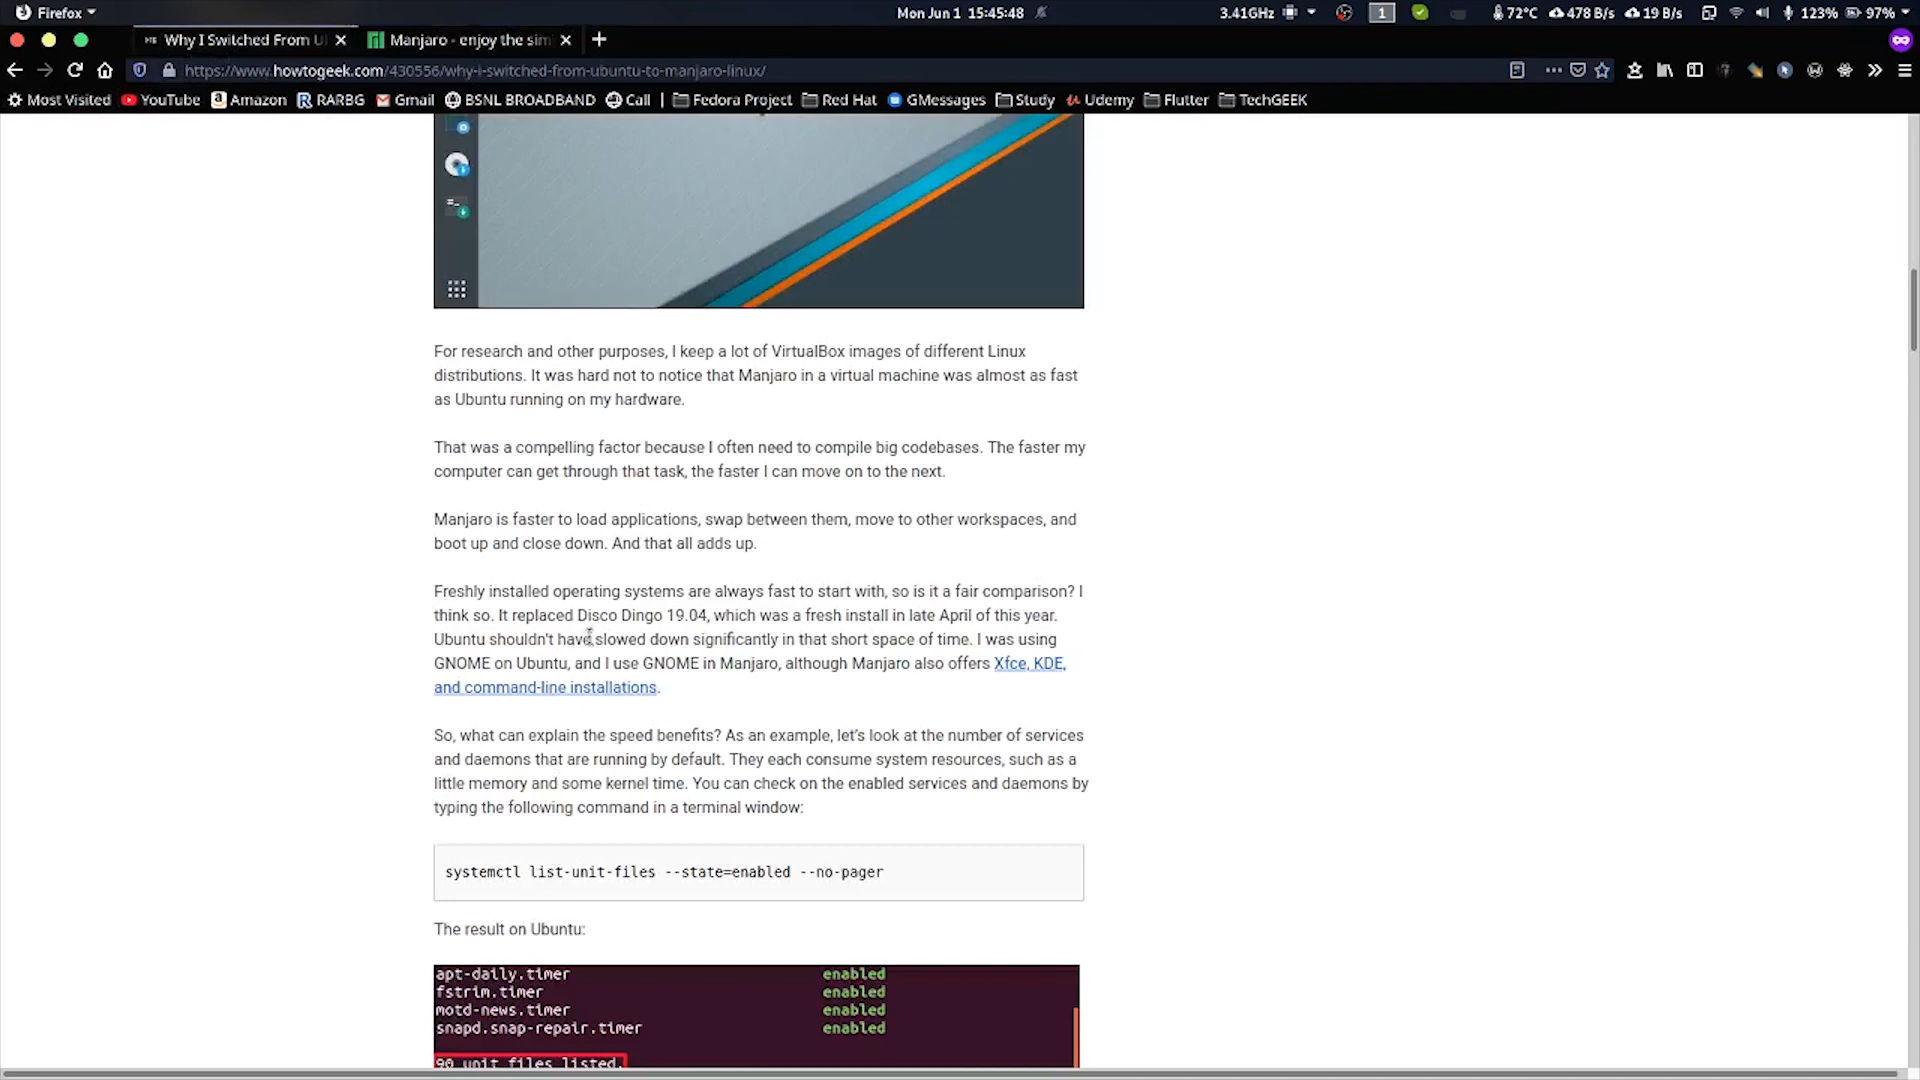 Firefox
Mon Jun 1 15:45:48
3.41GHz
1
72°C
478 B/s
19 B/s
123%
97%
Why I Switched From U
Manjaro - enjoy the sim
https://www.howtogeek.com/430556/why-i-switched-from-ubuntu-to-manjaro-linux/
Most Visited YouTube Amazon RARBG Gmail BSNL BROADBAND Call | Fedora Project Red Hat GMessages Study Udemy Flutter TechGEEK
For research and other purposes, I keep a lot of VirtualBox images of different Linux
distributions. It was hard not to notice that Manjaro in a virtual machine was almost as fast
as Ubuntu running on my hardware.
That was a compelling factor because I often need to compile big codebases. The faster my
computer can get through that task, the faster I can move on to the next.
Manjaro is faster to load applications, swap between them, move to other workspaces, and
boot up and close down. And that all adds up.
Freshly installed operating systems are always fast to start with, so is it a fair comparison? I
think so. It replaced Disco Dingo 19.04, which was a fresh install in late April of this year.
Ubuntu shouldn't have slowed down significantly in that short space of time. I was using
GNOME on Ubuntu, and I use GNOME in Manjaro, although Manjaro also offers Xfce, KDE,
and command-line installations.
So, what can explain the speed benefits? As an example, let's look at the number of services
and daemons that are running by default. They each consume system resources, such as a
little memory and some kernel time. You can check on the enabled services and daemons by
typing the following command in a terminal window:
systemctl list-unit-files --state=enabled --no-pager
The result on Ubuntu:
apt-daily.timer enabled
fstrim.timer enabled
motd-news.timer enabled
snapd.snap-repair.timer enabled
90 unit files listed.